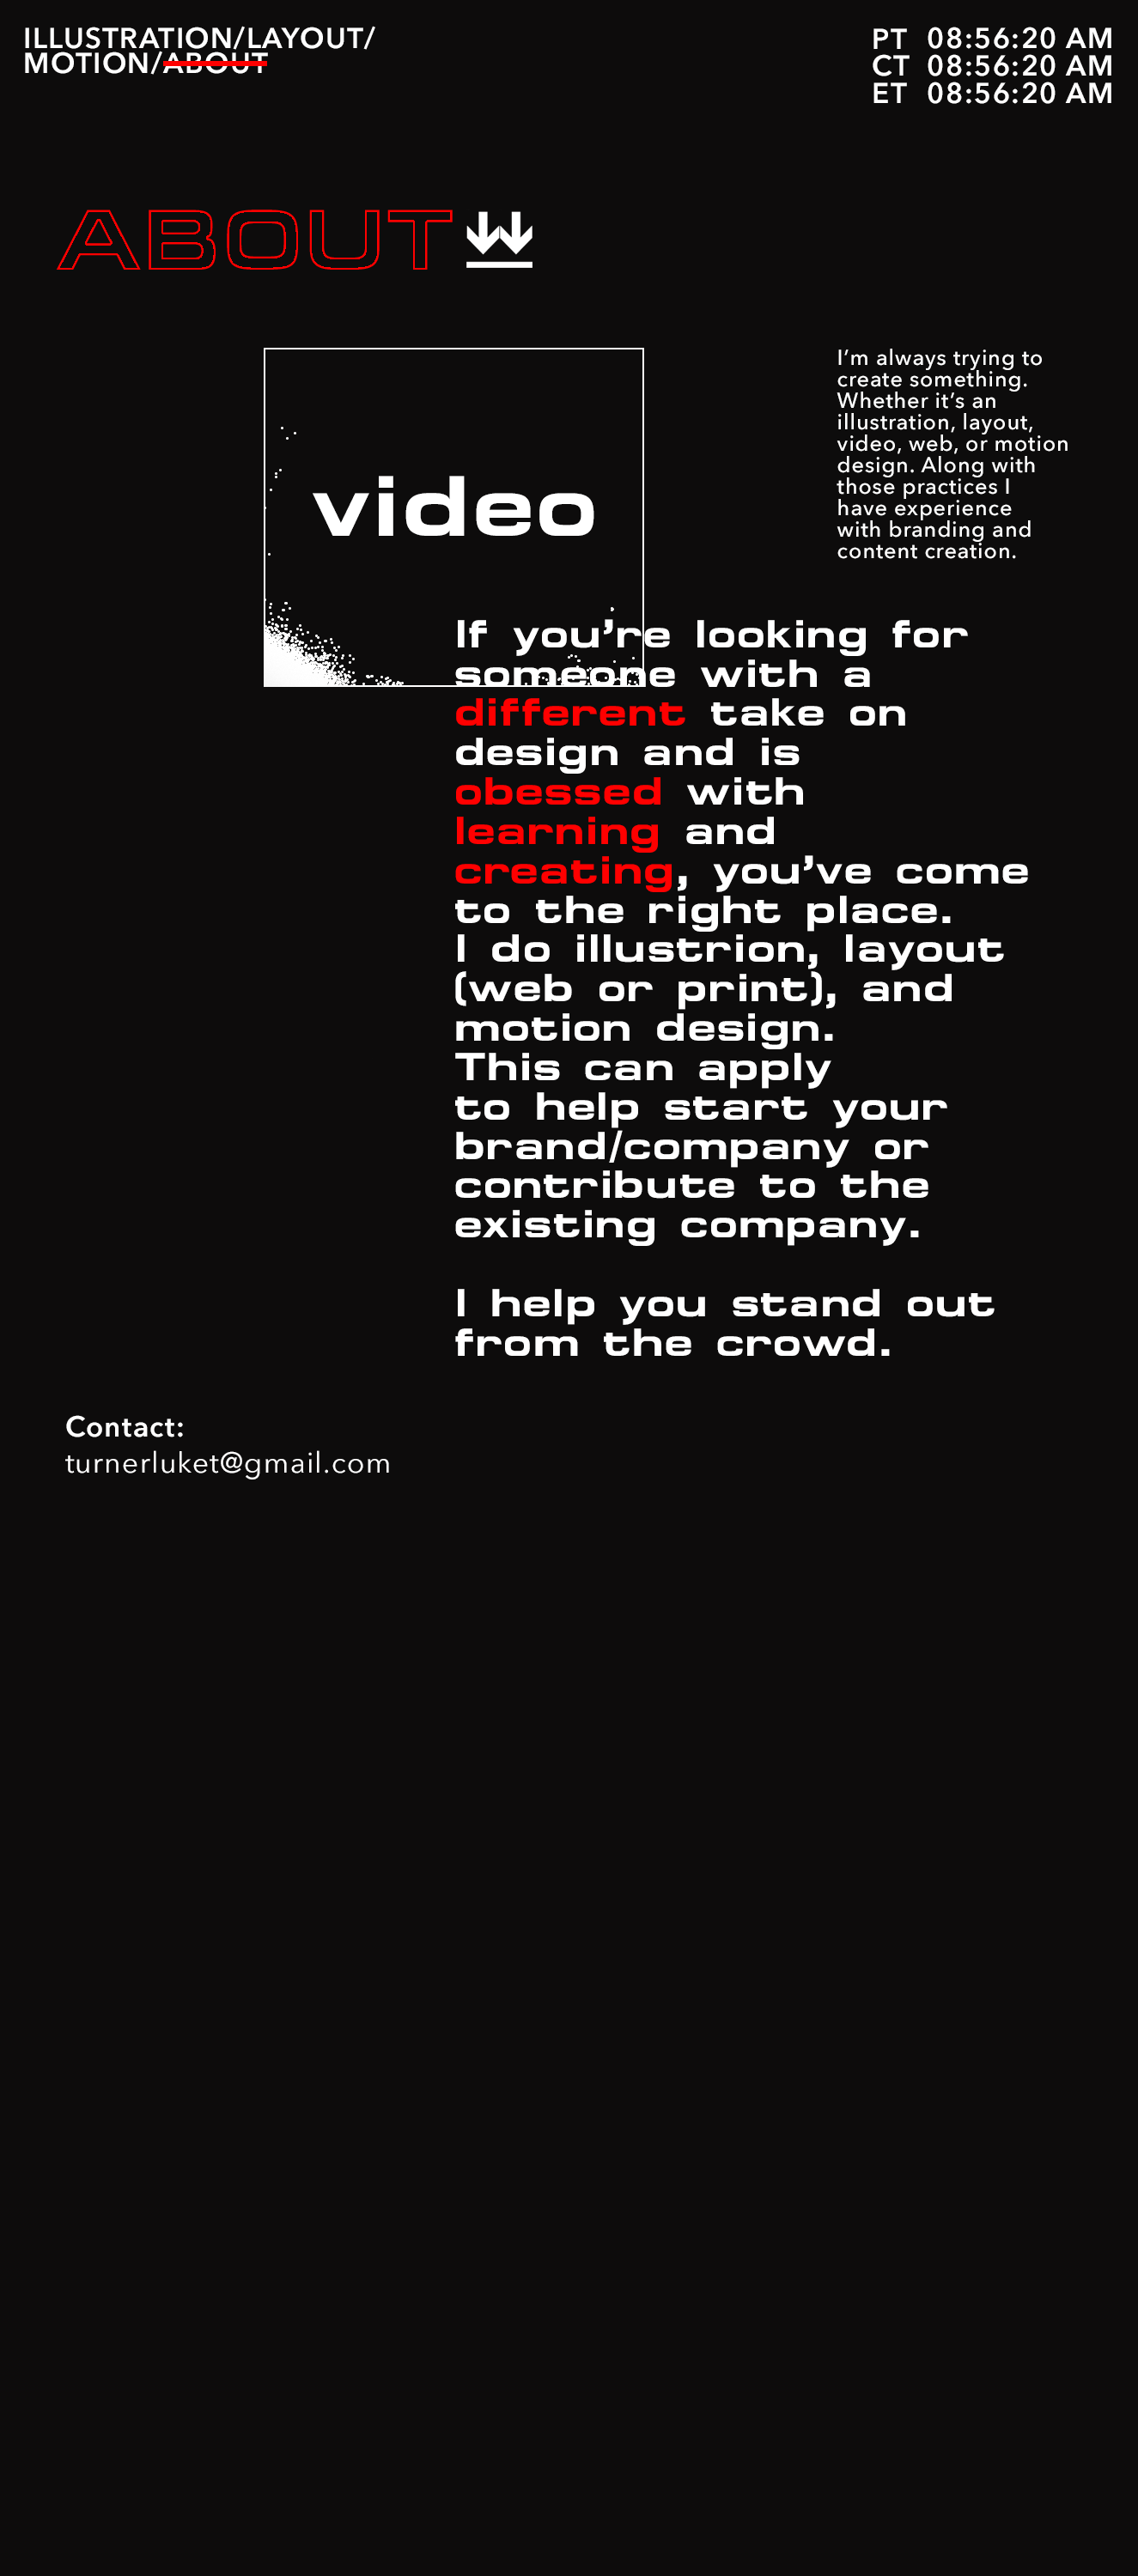 ILLUSTRATION/LAYOUT/
MOTION/ABOUT
PT 08:56:20 AM
CT 08:56:20 AM
ET 08:56:20 AM
ABOUT
video
I’m always trying to
create something.
Whether it’s an
illustration, layout,
video, web, or motion
design. Along with
those practices I
have experience
with branding and
content creation.
If you’re looking for
someone with a
different take on
design and is
obessed with
learning and
creating, you’ve come
to the right place.
I do illustrion, layout
(web or print), and
motion design.
This can apply
to help start your
brand/company or
contribute to the
existing company.
I help you stand out
from the crowd.
Contact:
turnerluket@gmail.com